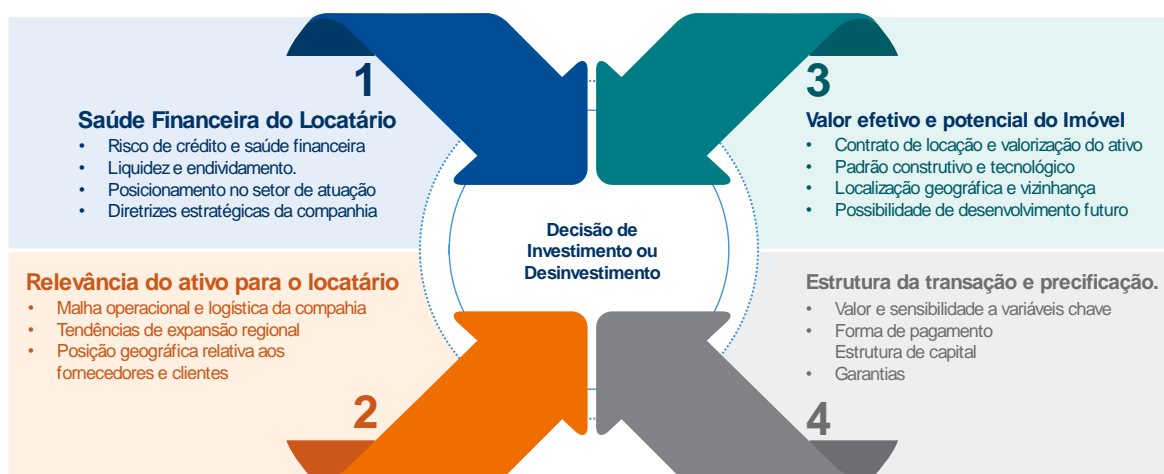 1
Saúde Financeira do Locatário
• Risco de crédito e saúde financeira
• Liquidez e endividamento.
• Posicionamento no setor de atuação
• Diretrizes estratégicas da companhia
3
Valor efetivo e potencial do Imóvel
• Contrato de locação e valorização do ativo
• Padrão construtivo e tecnológico
• Localização geográfica e vizinhança
• Possibilidade de desenvolvimento futuro
Decisão de
Investimento ou
Desinvestimento
Relevância do ativo para o locatário
• Malha operacional e logística da compahia
• Tendências de expansão regional
• Posição geográfica relativa aos
fornecedores e clientes
2
Estrutura da transação e precificação.
• Valor e sensibilidade a variáveis chave
• Forma de pagamento
Estrutura de capital
• Garantias
4